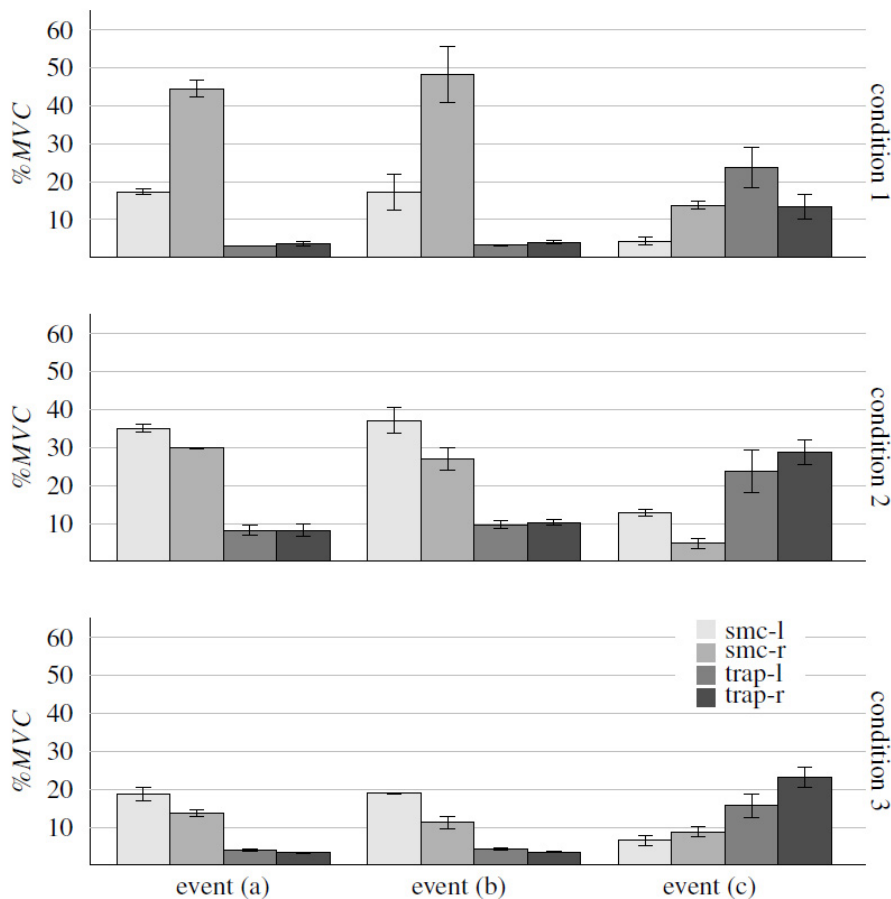 60
50
40
30
20
10
%MVC
condition 1
60
50
40
30
20
10
%MVC
condition 2
60
50
40
30
20
10
%MVC
condition 3
smc-l
smc-r
trap-l
trap-r
event (a)
event (b)
event (c)